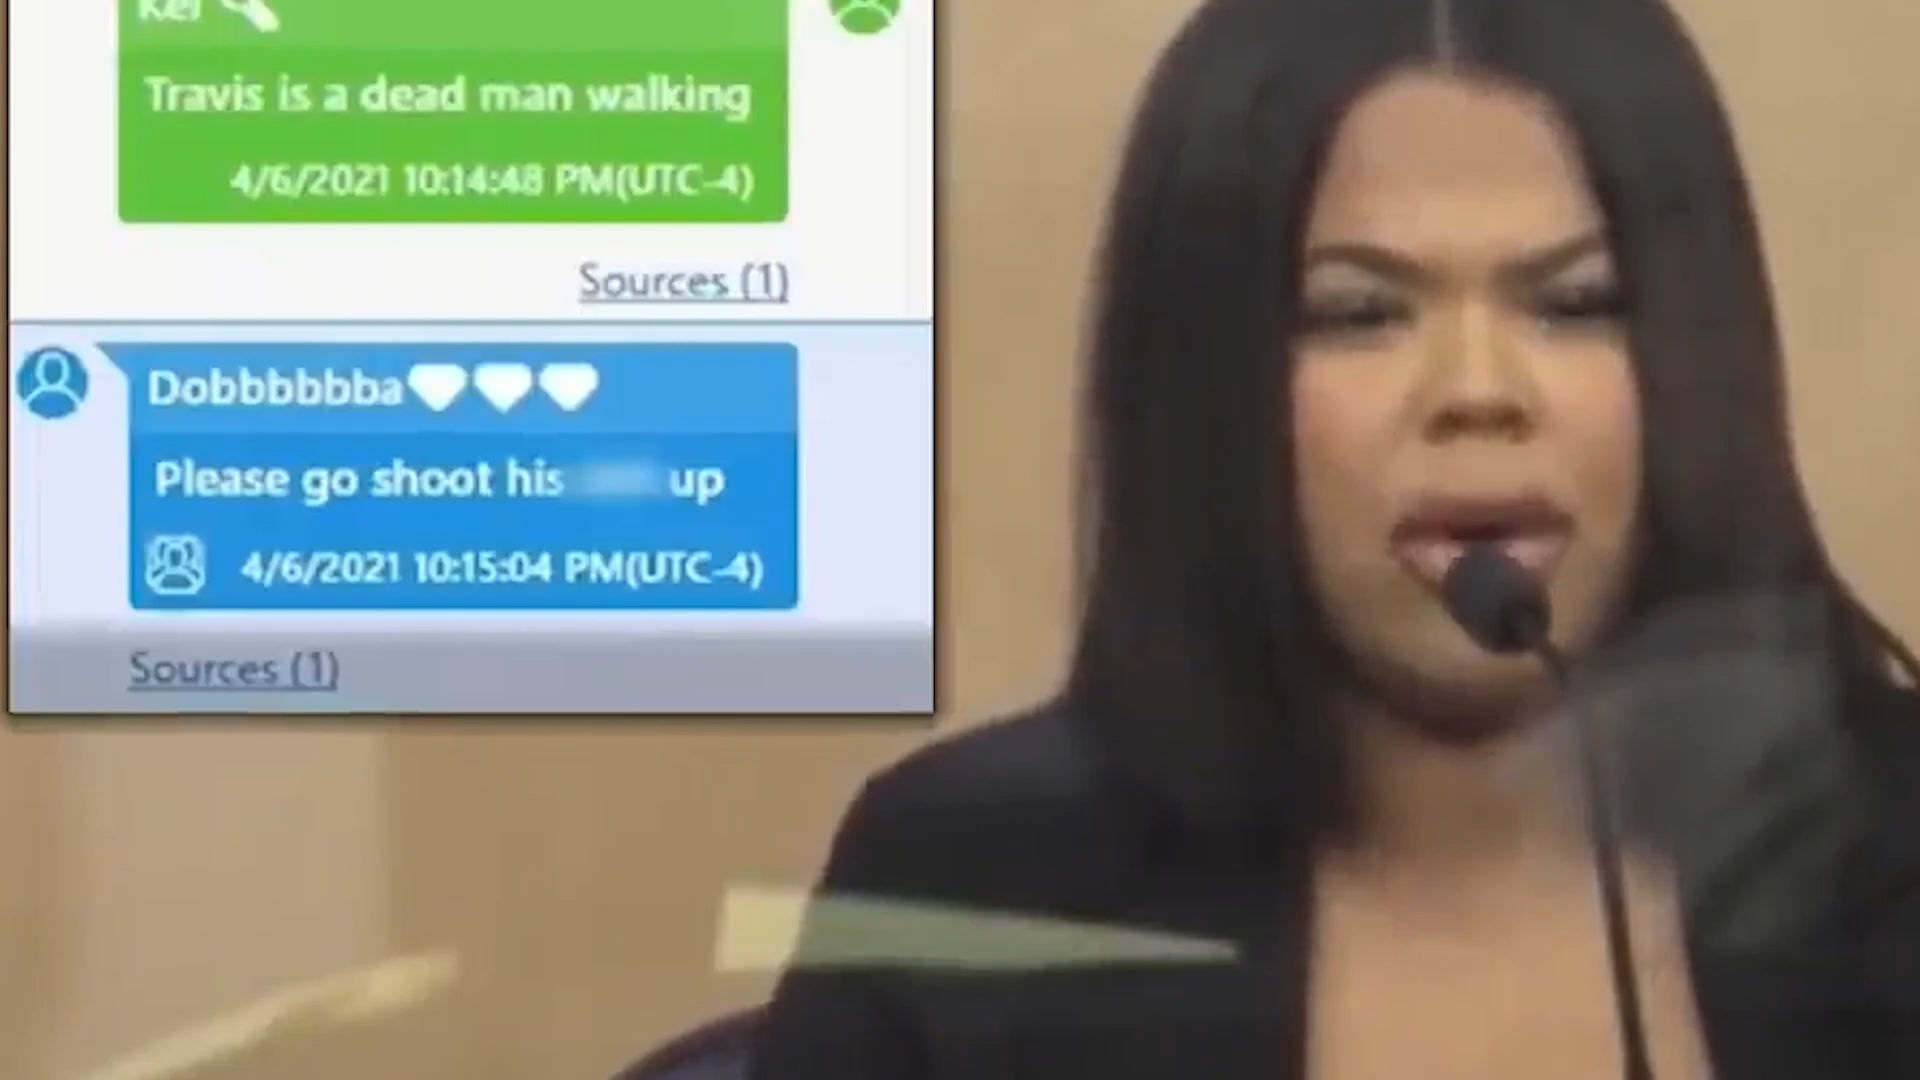 Kei
Travis is a dead man walking
4/6/2021 10:14:48 PM(UTC-4)
Sources (1)
Dobbbbbba🤍🤍🤍
Please go shoot his up
4/6/2021 10:15:04 PM(UTC-4)
Sources (1)